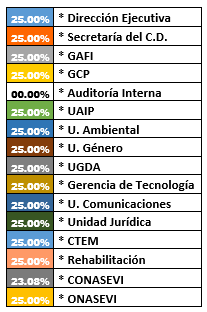 25.00% * Dirección Ejecutiva
25.00% * Secretaría del C.D.
25.00% * GAFI
25.00% * GCP
00.00% * Auditoría Interna
25.00% * UAIP
25.00% * U. Ambiental
25.00% * U. Género
25.00% * UGDA
25.00% * Gerencia de Tecnología
25.00% * U. Comunicaciones
25.00% * Unidad Jurídica
25.00% * CTEM
25.00% * Rehabilitación
23.08% * CONASEVI
25.00% * ONASEVI